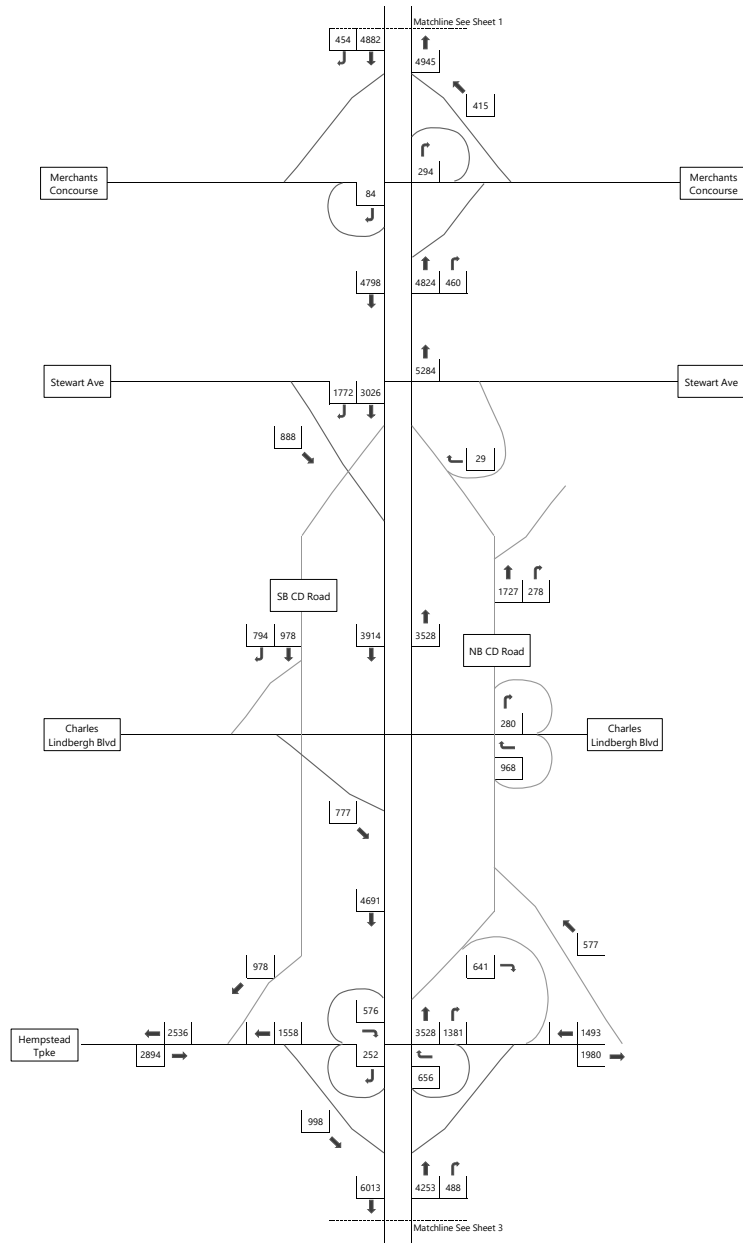 Matchline See Sheet 1
454 4882
4945
415
Merchants
Concourse
294
Merchants
Concourse
84
4798
4824 460
5284
Stewart Ave
Stewart Ave
1772 3026
888
29
SB CD Road
1727 278
794 978
3914
3528
NB CD Road
280
Charles
Lindbergh Blvd
Charles
Lindbergh Blvd
968
777
4691
577
978
641
576
2536
1558
3528 1381
1493
Hempstead
Tpke
2894
252
1980
656
998
6013
4253 488
Matchline See Sheet 3